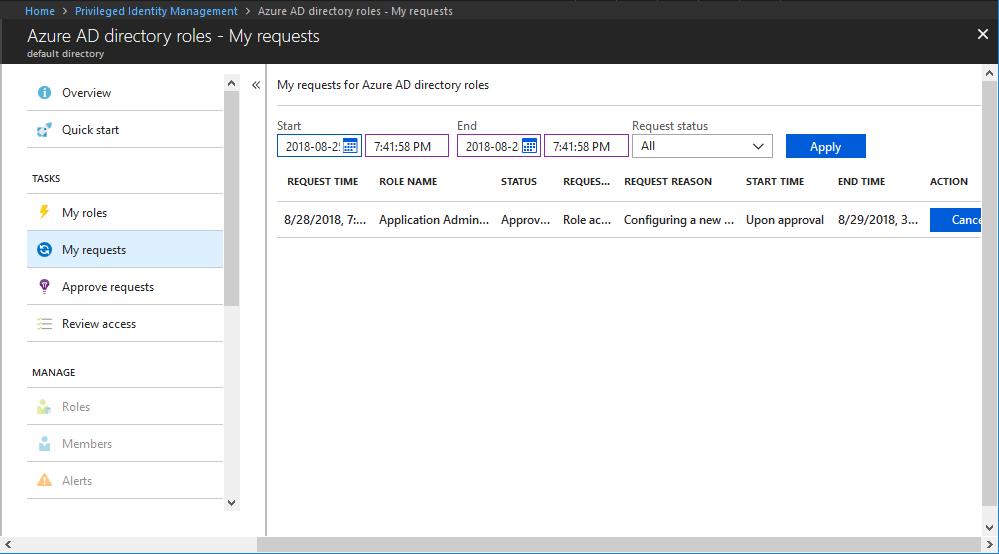 Home > Privileged Identity Management > Azure AD directory roles - My requests
Azure AD directory roles - My requests
default directory
Overview
Quick start
TASKS
My roles
My requests
Approve requests
Review access
MANAGE
Roles
Members
Alerts
My requests for Azure AD directory roles
Start End Request status
2018-08-2 7:41:58 PM 2018-08-2 7:41:58 PM All Apply
REQUEST TIME ROLE NAME STATUS REQUES... REQUEST REASON START TIME END TIME ACTION
8/28/2018, 7:... Application Admin... Approv... Role ac... Configuring a new ... Upon approval 8/29/2018, 3... Cance